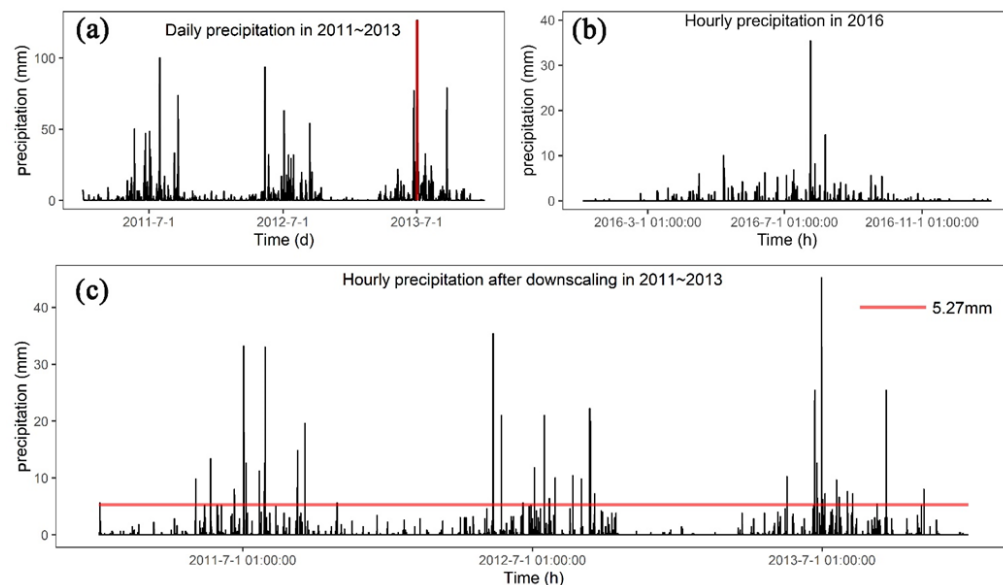 (a)
Daily precipitation in 2011~2013
precipitation (mm)
100
50
0
2011-7-1
2012-7-1
2013-7-1
Time (d)
(b)
Hourly precipitation in 2016
precipitation (mm)
40
30
20
10
0
2016-3-1 01:00:00
2016-7-1 01:00:00
2016-11-1 01:00:00
Time (h)
(c)
Hourly precipitation after downscaling in 2011~2013
5.27mm
precipitation (mm)
40
30
20
10
0
2011-7-1 01:00:00
2012-7-1 01:00:00
2013-7-1 01:00:00
Time (h)